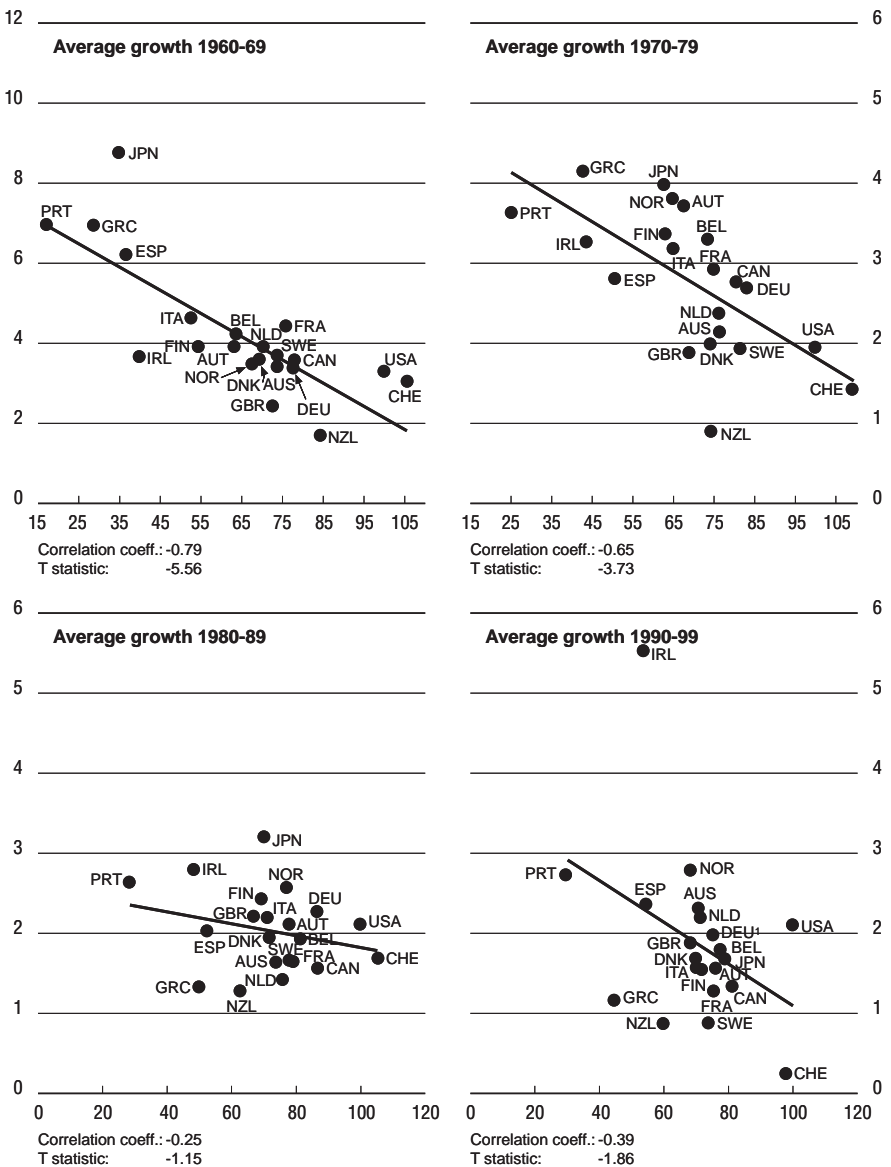 12
6
Average growth 1960-69
Average growth 1970-79
10
5
JPN
GRC
JPN
8
4
PRT
GRC
NOR
AUT
PRT
ESP
FIN
BEL
IRL
6
3
ITA
FRA
ESP
CAN
DEU
ITA
BEL
FRA
NLD
NLD
AUS
USA
4
2
FIN
AUT
SWE
IRL
CAN
USA
GBR
DNK
SWE
NOR
DNK
AUS
CHE
CHE
GBR
DEU
2
1
NZL
NZL
0
0
15 25 35 45 55 65 75 85 95 105
15 25 35 45 55 65 75 85 95 105
Correlation coeff.: -0.79
T statistic: -5.56
Correlation coeff.: -0.65
T statistic: -3.73
6
6
Average growth 1980-89
Average growth 1990-99
IRL
5
5
4
4
JPN
3
3
PRT
IRL
NOR
PRT
NOR
FIN
DEU
ESP
AUS
GBR
ITA
NLD
2
2
AUT
USA
USA
ESP
DNK
BEL
DEU¹
SWE
GBR
BEL
AUS
FRA
CHE
DNK
JPN
CAN
ITA
AUT
GRC
NLD
FIN
CAN
NZL
GRC
FRA
1
1
NZL
SWE
CHE
0
0
0 20 40 60 80 100 120
0 20 40 60 80 100 120
Correlation coeff.: -0.25
T statistic: -1.15
Correlation coeff.: -0.39
T statistic: -1.86